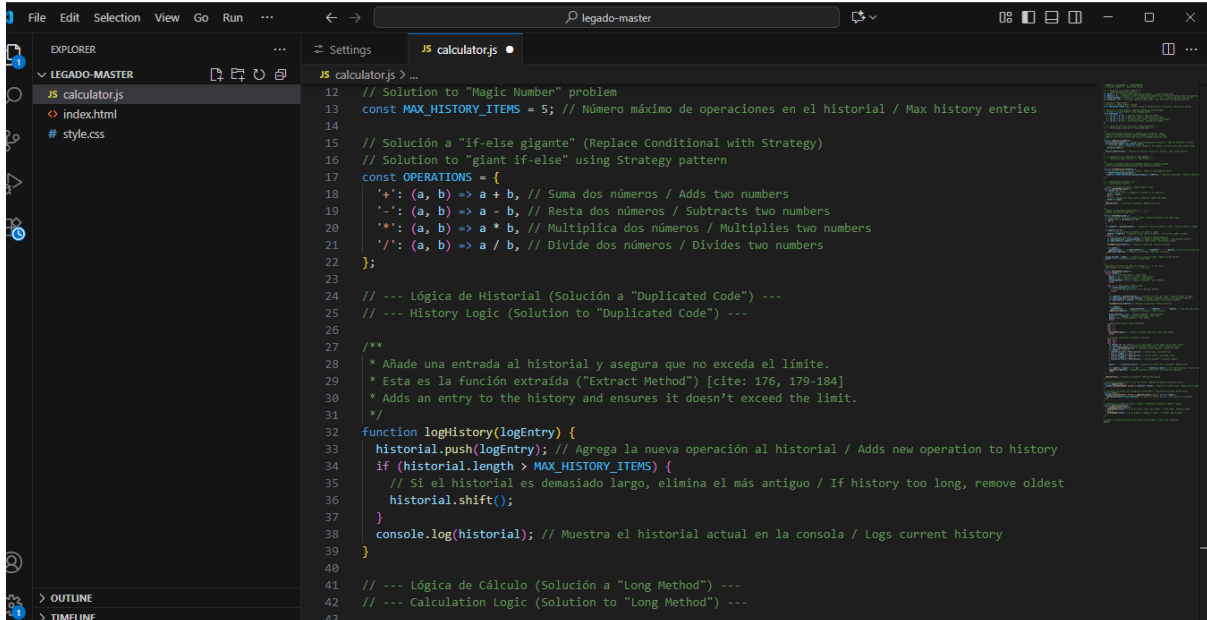 File Edit Selection View Go Run ···
legado-master
EXPLORER
LEGADO-MASTER
JS calculator.js
<> index.html
# style.css
OUTLINE
TIMELINE
1
1
Settings
JS calculator.js
JS calculator.js > ...
12 // Solution to "Magic Number" problem
13 const MAX_HISTORY_ITEMS = 5; // Número máximo de operaciones en el historial / Max history entries
14
15 // Solución a "if-else gigante" (Replace Conditional with Strategy)
16 // Solution to "giant if-else" using Strategy pattern
17 const OPERATIONS = {
18 '+': (a, b) => a + b, // Suma dos números / Adds two numbers
19 '-': (a, b) => a - b, // Resta dos números / Subtracts two numbers
20 '*': (a, b) => a * b, // Multiplica dos números / Multiplies two numbers
21 '/': (a, b) => a / b, // Divide dos números / Divides two numbers
22 };
23
24 // --- Lógica de Historial (Solución a "Duplicated Code") ---
25 // --- History Logic (Solution to "Duplicated Code") ---
26
27 /**
28 * Añade una entrada al historial y asegura que no exceda el límite.
29 * Esta es la función extraída ("Extract Method") [cite: 176, 179-184]
30 * Adds an entry to the history and ensures it doesn’t exceed the limit.
31 */
32 function logHistory(logEntry) {
33 historial.push(logEntry); // Agrega la nueva operación al historial / Adds new operation to history
34 if (historial.length > MAX_HISTORY_ITEMS) {
35 // Si el historial es demasiado largo, elimina el más antiguo / If history too long, remove oldest
36 historial.shift();
37 }
38 console.log(historial); // Muestra el historial actual en la consola / Logs current history
39 }
40
41 // --- Lógica de Cálculo (Solución a "Long Method") ---
42 // --- Calculation Logic (Solution to "Long Method") ---
43